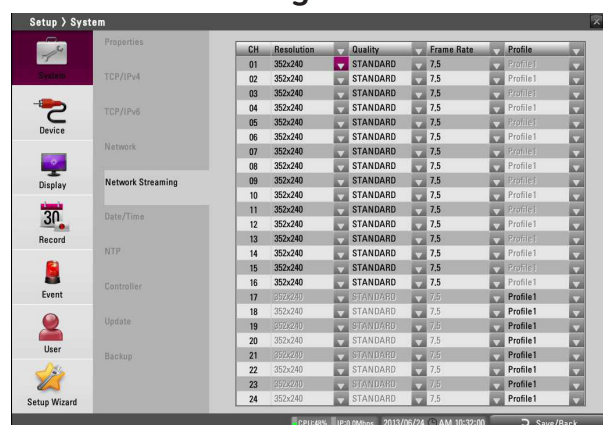 Setup > System
System
Device
Display
30
Record
Event
User
Setup Wizard
Properties
TCP/IPv4
TCP/IPv6
Network
Network Streaming
Date/Time
NTP
Controller
Update
Backup
CH Resolution Quality Frame Rate Profile
01 352x240 STANDARD 7,5 Profile1
02 352x240 STANDARD 7,5 Profile1
03 352x240 STANDARD 7,5 Profile1
04 352x240 STANDARD 7,5 Profile1
05 352x240 STANDARD 7,5 Profile1
06 352x240 STANDARD 7,5 Profile1
07 352x240 STANDARD 7,5 Profile1
08 352x240 STANDARD 7,5 Profile1
09 352x240 STANDARD 7,5 Profile1
10 352x240 STANDARD 7,5 Profile1
11 352x240 STANDARD 7,5 Profile1
12 352x240 STANDARD 7,5 Profile1
13 352x240 STANDARD 7,5 Profile1
14 352x240 STANDARD 7,5 Profile1
15 352x240 STANDARD 7,5 Profile1
16 352x240 STANDARD 7,5 Profile1
17 352x240 STANDARD 7,5 Profile1
18 352x240 STANDARD 7,5 Profile1
19 352x240 STANDARD 7,5 Profile1
20 352x240 STANDARD 7,5 Profile1
21 352x240 STANDARD 7,5 Profile1
22 352x240 STANDARD 7,5 Profile1
23 352x240 STANDARD 7,5 Profile1
24 352x240 STANDARD 7,5 Profile1
CPU:48% IP:0.0Mbps 2013/06/24 AM 10:32:00 Save/Back